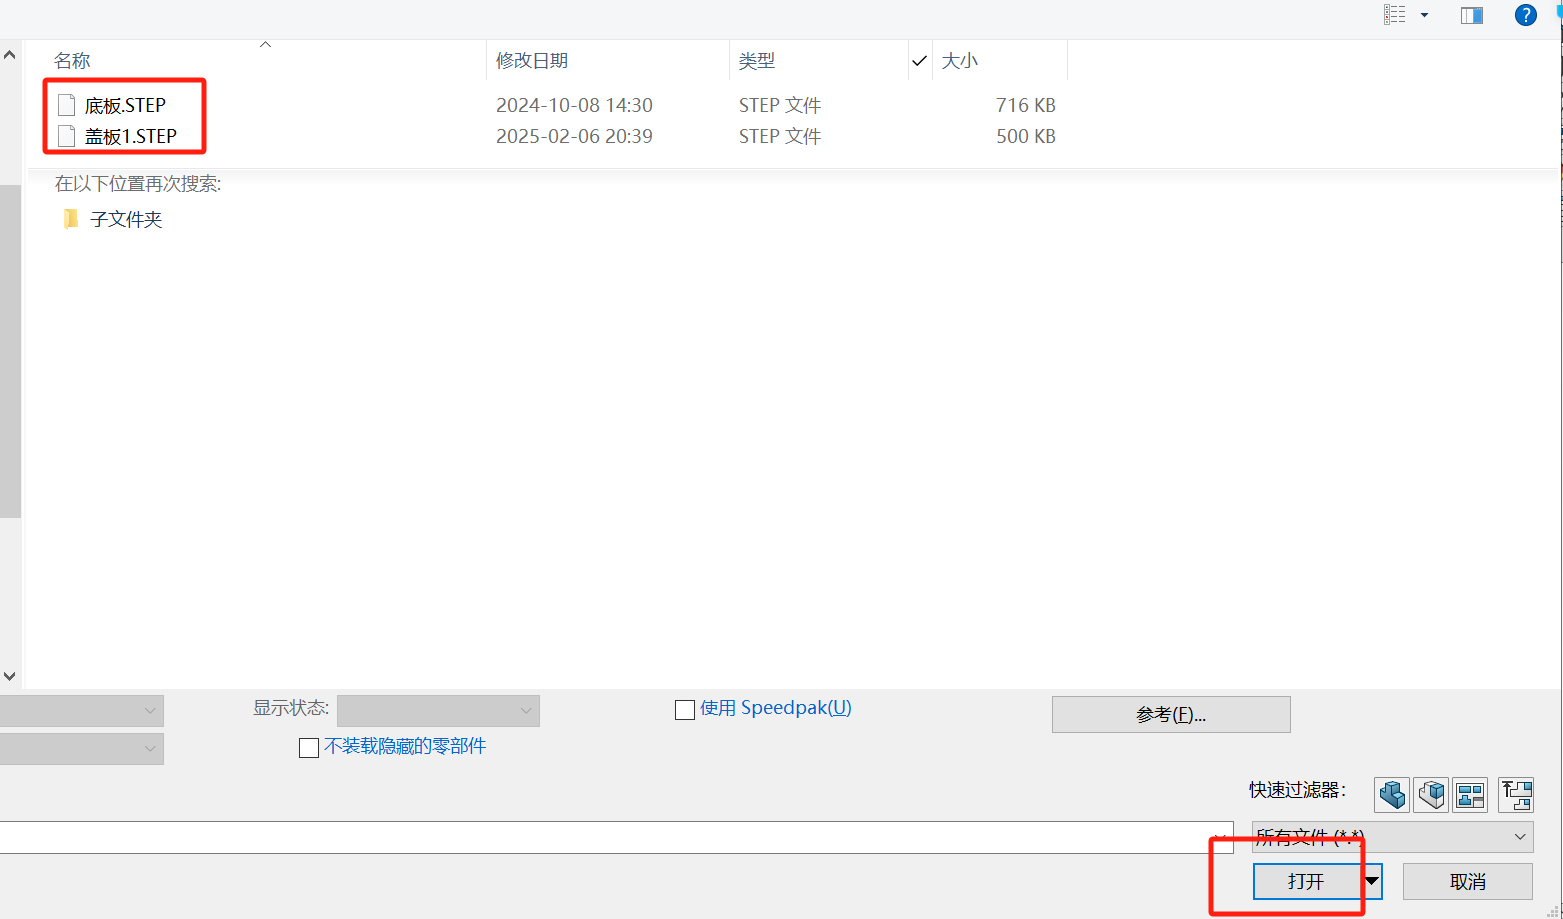 ?
名称 修改日期 类型 大小
底板.STEP 2024-10-08 14:30 STEP 文件 716 KB
盖板1.STEP 2025-02-06 20:39 STEP 文件 500 KB
在以下位置再次搜索:
子文件夹
显示状态: 使用 Speedpak(U) 参考(F)...
不装载隐藏的零部件
快速过滤器:
所有文件 (*.*)
打开 取消